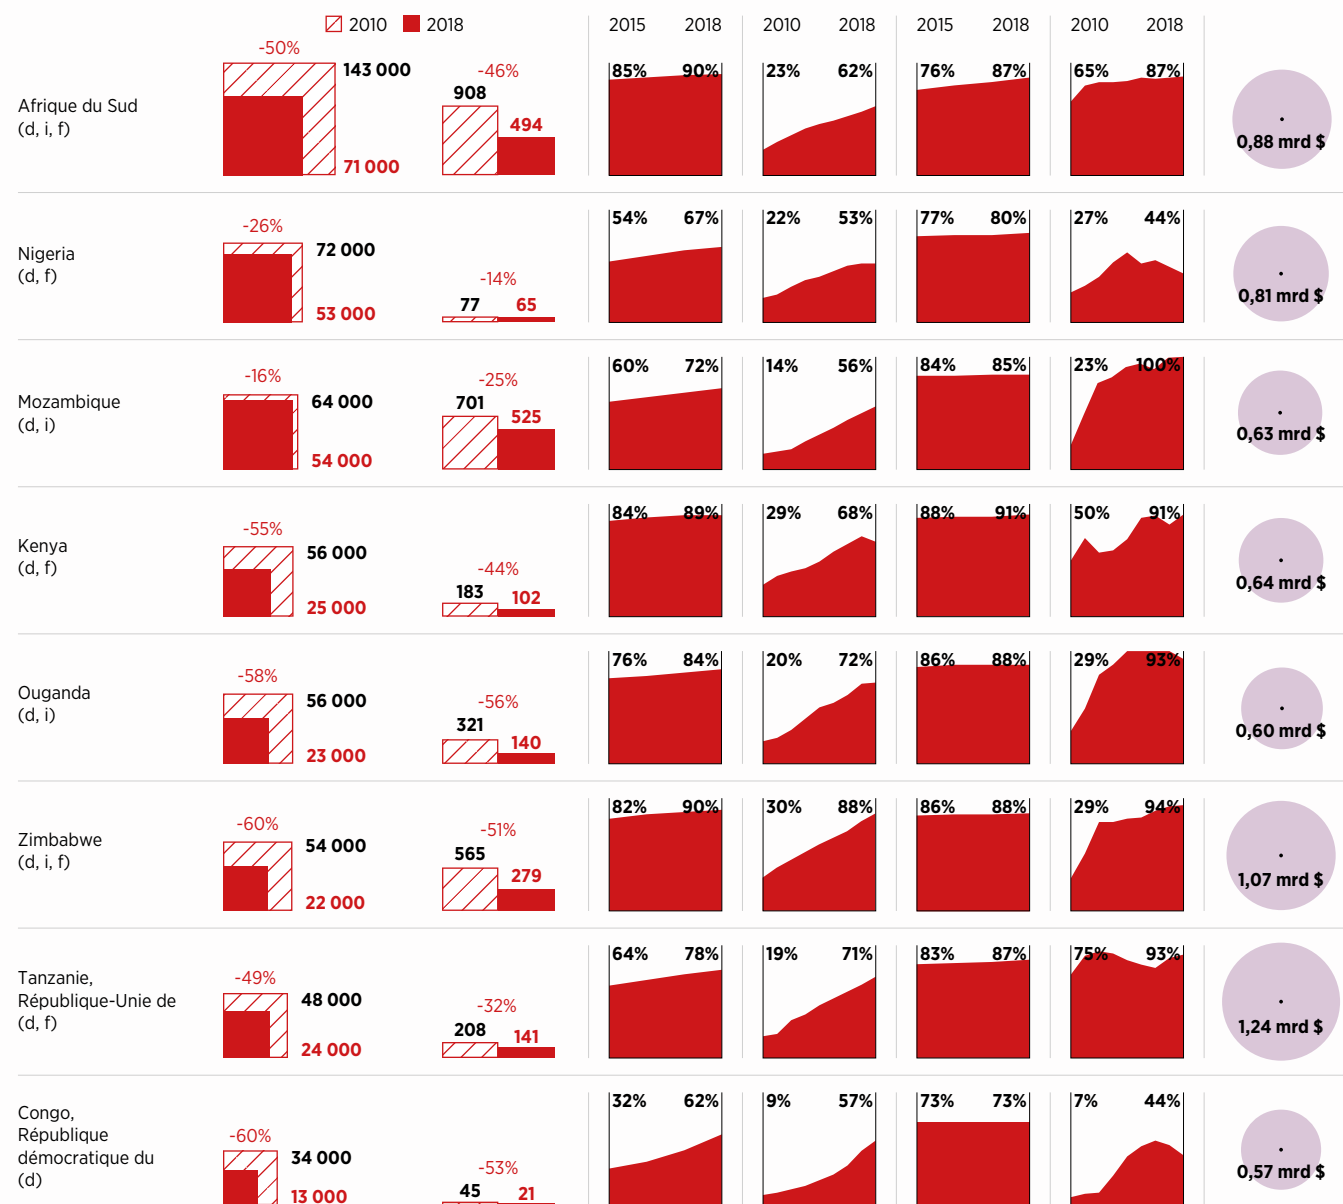 2010 2018
2015 2018 2010 2018 2015 2018 2010 2018
Afrique du Sud
(d, i, f)
-50%
143 000
71 000
-46%
908
494
85% 90% 23% 62% 76% 87% 65% 87%
0,88 mrd $
Nigeria
(d, f)
-26%
72 000
53 000
-14%
77 65
54% 67% 22% 53% 77% 80% 27% 44%
0,81 mrd $
Mozambique
(d, i)
-16%
64 000
54 000
-25%
701
525
60% 72% 14% 56% 84% 85% 23% 100%
0,63 mrd $
Kenya
(d, f)
-55%
56 000
25 000
-44%
183
102
84% 89% 29% 68% 88% 91% 50% 91%
0,64 mrd $
Ouganda
(d, i)
-58%
56 000
23 000
-56%
321
140
76% 84% 20% 72% 86% 88% 29% 93%
0,60 mrd $
Zimbabwe
(d, i, f)
-60%
54 000
22 000
-51%
565
279
82% 90% 30% 88% 86% 88% 29% 94%
1,07 mrd $
Tanzanie,
République-Unie de
(d, f)
-49%
48 000
24 000
-32%
208
141
64% 78% 19% 71% 83% 87% 75% 93%
1,24 mrd $
Congo,
République
démocratique du
(d)
-60%
34 000
13 000
-53%
45 21
32% 62% 9% 57% 73% 73% 7% 44%
0,57 mrd $